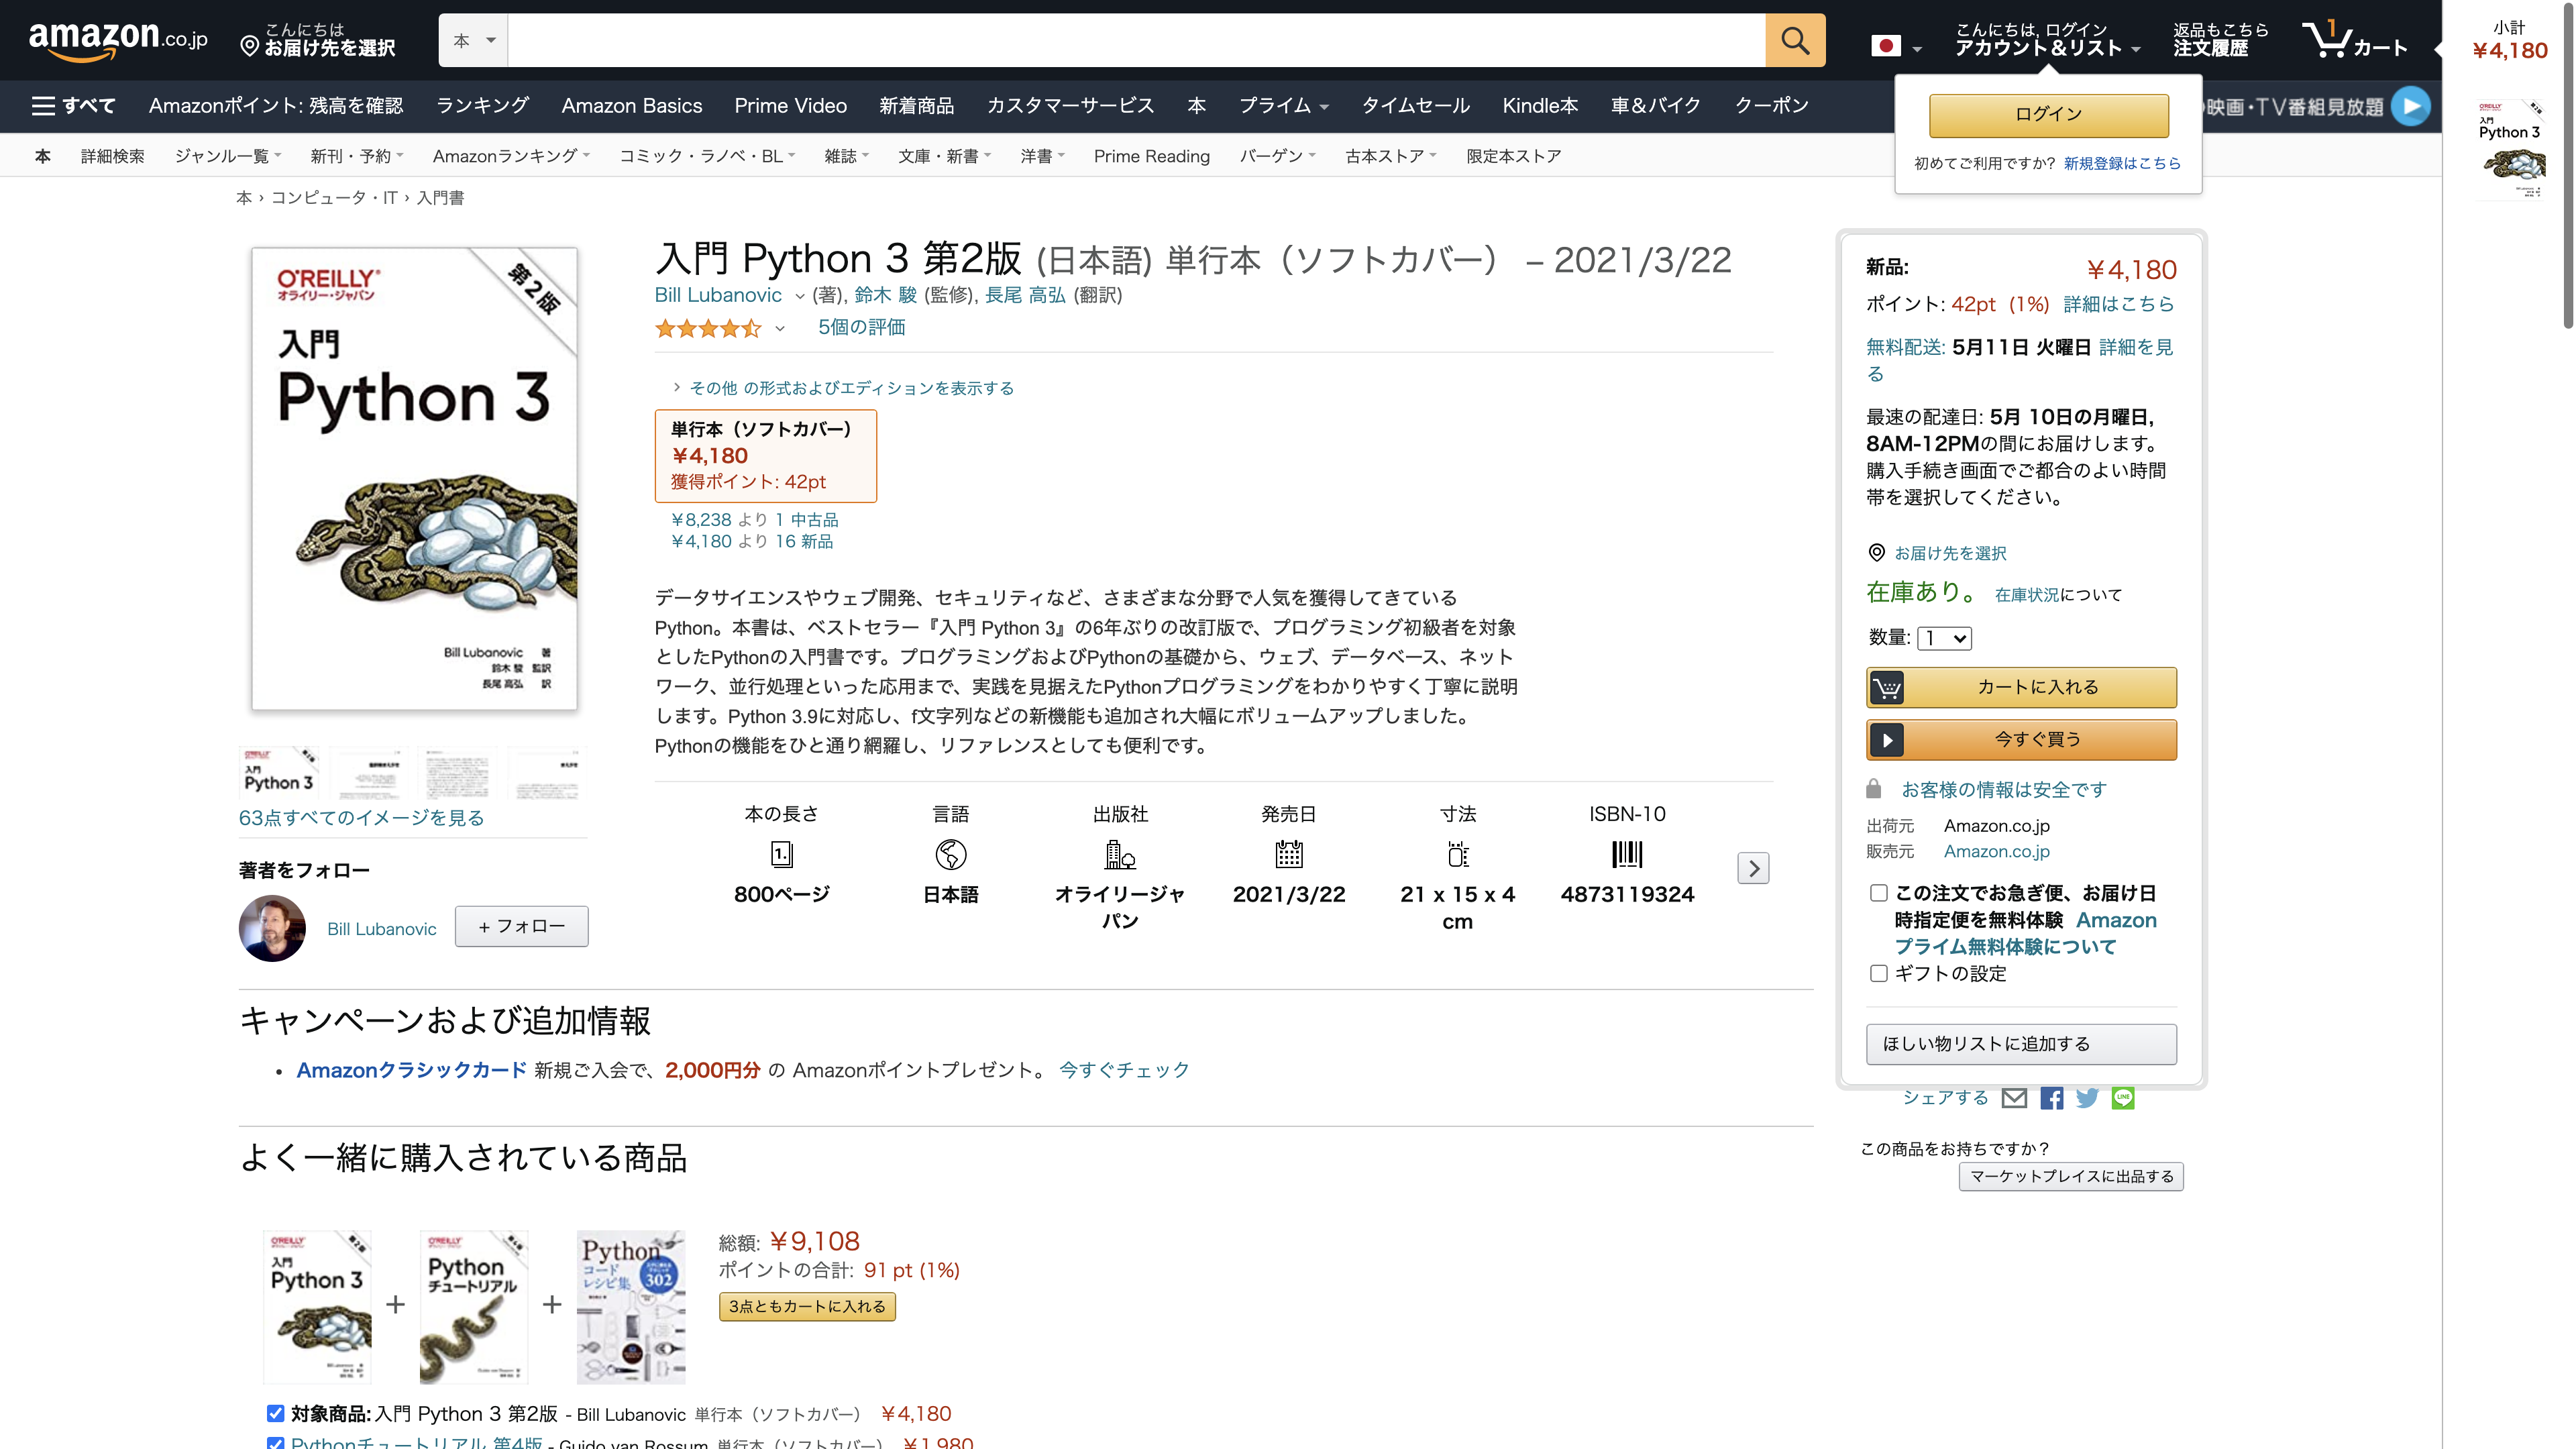 amazon.co.jp
こんにちは
お届け先を選択
本
こんにちは, ログイン
アカウント＆リスト
返品もこちら
注文履歴
1
カート
小計
￥4,180
すべて
Amazonポイント: 残高を確認
ランキング
Amazon Basics
Prime Video
新着商品
カスタマーサービス
本
プライム
タイムセール
Kindle本
車＆バイク
クーポン
映画・TV番組見放題
ログイン
初めてご利用ですか? 新規登録はこちら
O'REILLY
第2版
入門
Python 3
本
詳細検索
ジャンル一覧
新刊・予約
Amazonランキング
コミック・ラノベ・BL
雑誌
文庫・新書
洋書
Prime Reading
バーゲン
古本ストア
限定本ストア
本 › コンピュータ・IT › 入門書
O'REILLY
オライリー・ジャパン
第2版
入門
Python 3
Bill Lubanovic 著
鈴木 駿 監訳
長尾 高弘 訳
O'REILLY
入門
Python 3
まえがき
63点すべてのイメージを見る
著者をフォロー
Bill Lubanovic
+ フォロー
入門 Python 3 第2版 (日本語) 単行本（ソフトカバー） – 2021/3/22
Bill Lubanovic (著), 鈴木 駿 (監修), 長尾 高弘 (翻訳)
5個の評価
その他 の形式およびエディションを表示する
単行本（ソフトカバー）
￥4,180
獲得ポイント: 42pt
￥8,238 より 1 中古品
￥4,180 より 16 新品
データサイエンスやウェブ開発、セキュリティなど、さまざまな分野で人気を獲得してきている
Python。本書は、ベストセラー『入門 Python 3』の6年ぶりの改訂版で、プログラミング初級者を対象
としたPythonの入門書です。プログラミングおよびPythonの基礎から、ウェブ、データベース、ネット
ワーク、並行処理といった応用まで、実践を見据えたPythonプログラミングをわかりやすく丁寧に説明
します。Python 3.9に対応し、f文字列などの新機能も追加され大幅にボリュームアップしました。
Pythonの機能をひと通り網羅し、リファレンスとしても便利です。
本の長さ
800ページ
言語
日本語
出版社
オライリージャ
パン
発売日
2021/3/22
寸法
21 x 15 x 4
cm
ISBN-10
4873119324
新品:
￥4,180
ポイント: 42pt (1%) 詳細はこちら
無料配送: 5月11日 火曜日 詳細を見
る
最速の配達日: 5月 10日の月曜日,
8AM-12PMの間にお届けします。
購入手続き画面でご都合のよい時間
帯を選択してください。
お届け先を選択
在庫あり。 在庫状況について
数量: 1
カートに入れる
今すぐ買う
お客様の情報は安全です
出荷元 Amazon.co.jp
販売元 Amazon.co.jp
この注文でお急ぎ便、お届け日
時指定便を無料体験 Amazon
プライム無料体験について
ギフトの設定
ほしい物リストに追加する
シェアする
LINE
この商品をお持ちですか？
マーケットプレイスに出品する
キャンペーンおよび追加情報
Amazonクラシックカード 新規ご入会で、2,000円分 の Amazonポイントプレゼント。 今すぐチェック
よく一緒に購入されている商品
O'REILLY
第2版
入門
Python 3
+
O'REILLY
Python
チュートリアル
+
Python
コード
レシピ集
302
総額: ￥9,108
ポイントの合計: 91 pt (1%)
3点ともカートに入れる
対象商品: 入門 Python 3 第2版 - Bill Lubanovic 単行本（ソフトカバー） ￥4,180
Pythonチュートリアル 第4版 - Guido van Rossum 単行本（ソフトカバー） ￥1,980